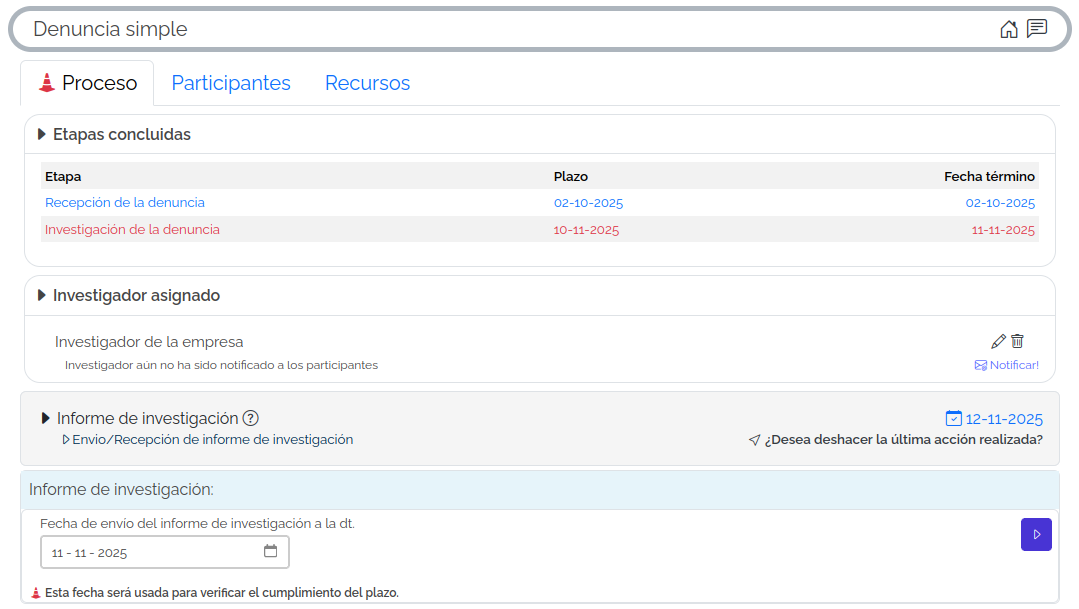 Denuncia simple
Proceso Participantes Recursos
Etapas concluidas
Etapa Plazo Fecha término
Recepción de la denuncia 02-10-2025 02-10-2025
Investigación de la denuncia 10-11-2025 11-11-2025
Investigador asignado
Investigador de la empresa
Investigador aún no ha sido notificado a los participantes Notificar!
Informe de investigación ? 12-11-2025
Envio/Recepción de informe de investigación ¿Desea deshacer la última acción realizada?
Informe de investigación:
Fecha de envío del informe de investigación a la dt.
11 - 11 - 2025
Esta fecha será usada para verificar el cumplimiento del plazo.